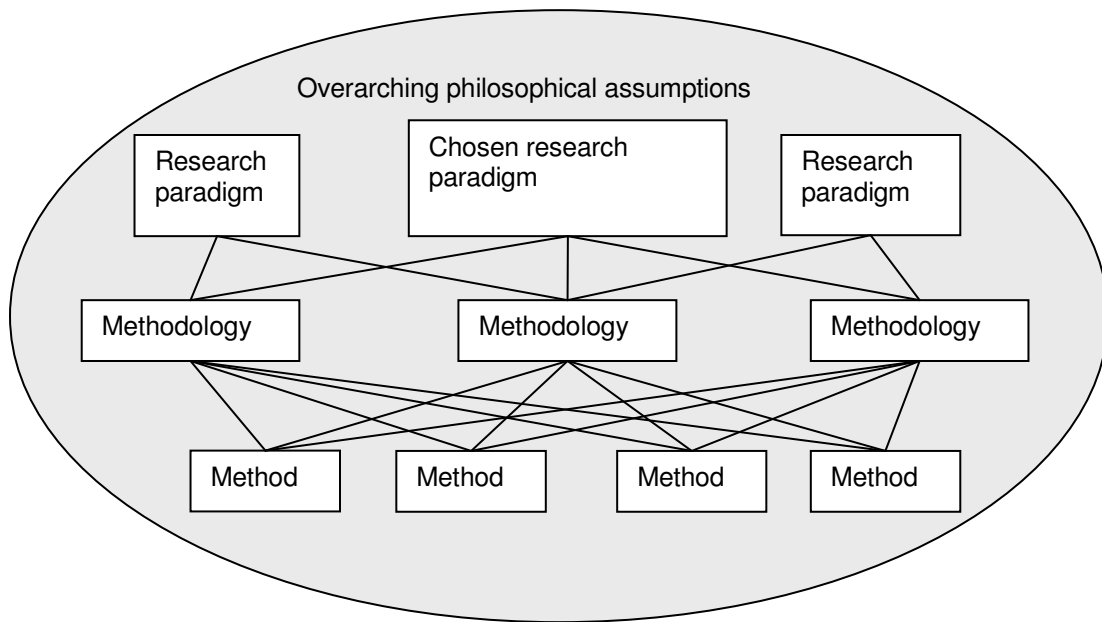 Overarching philosophical assumptions
Research
paradigm
Chosen research
paradigm
Research
paradigm
Methodology
Methodology
Methodology
Method
Method
Method
Method